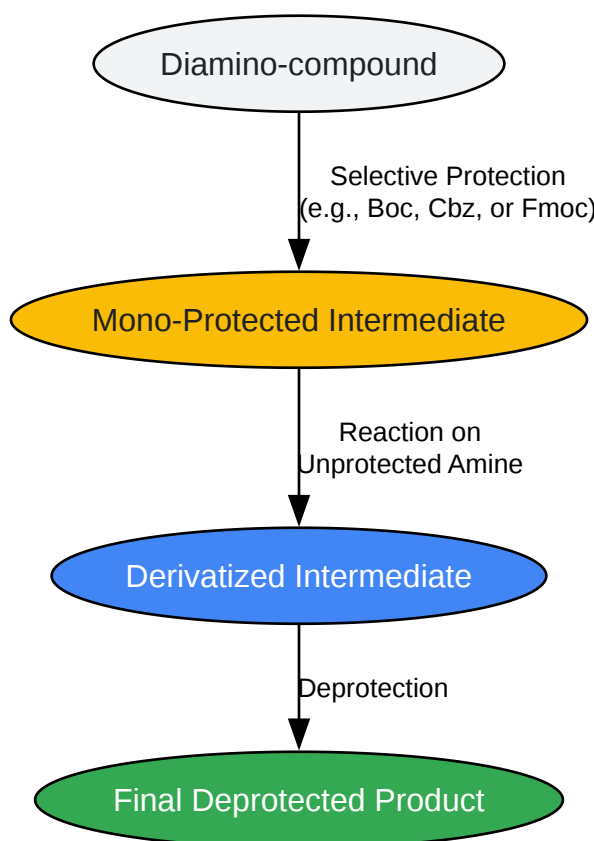 Diamino-compound
Selective Protection
(e.g., Boc, Cbz, or Fmoc)
Mono-Protected Intermediate
Reaction on
Unprotected Amine
Derivatized Intermediate
Deprotection
Final Deprotected Product